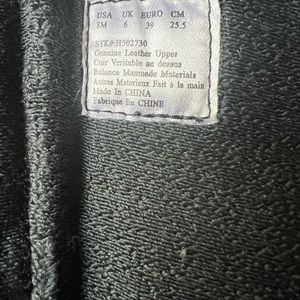 USA UK EURO CM
8M 6 39 25.5
STK#:H502730
Genuine Leather Upper
Cuir Veritable au dessus
Balance Manmade Materials
Autres Materiaux Fait a la main
Made In CHINA
Fabrique En CHINE